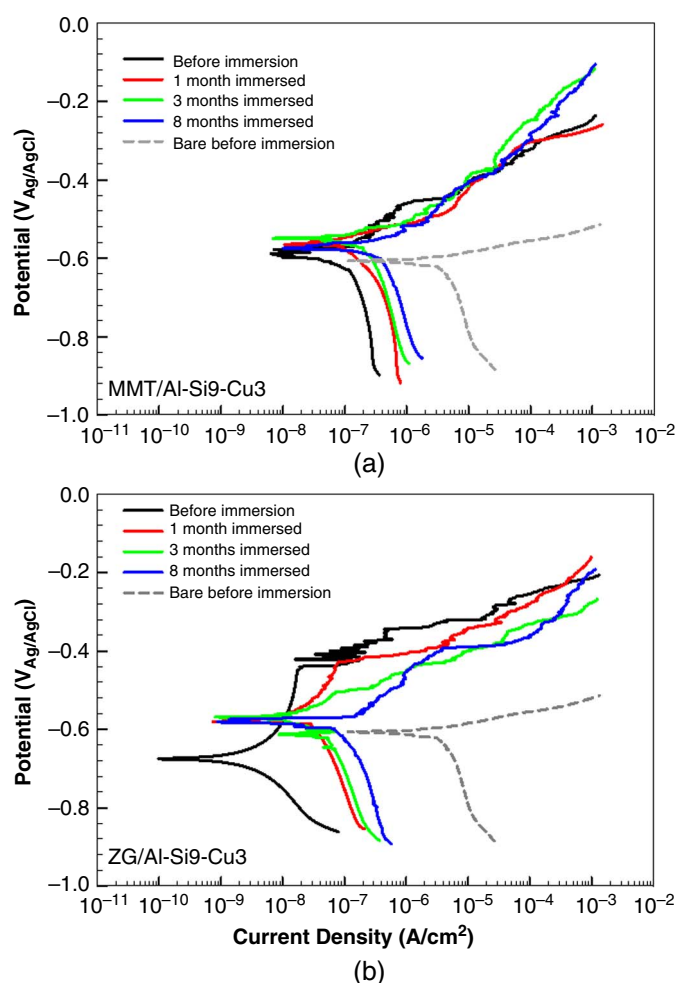 0.0
Before immersion
1 month immersed
3 months immersed
8 months immersed
Bare before immersion
−0.2
−0.4
−0.6
−0.8
−1.0
Potential (V_Ag/AgCl)
MMT/Al-Si9-Cu3
10⁻¹¹ 10⁻¹⁰ 10⁻⁹ 10⁻⁸ 10⁻⁷ 10⁻⁶ 10⁻⁵ 10⁻⁴ 10⁻³ 10⁻²
(a)
0.0
Before immersion
1 month immersed
3 months immersed
8 months immersed
Bare before immersion
−0.2
−0.4
−0.6
−0.8
−1.0
Potential (V_Ag/AgCl)
ZG/Al-Si9-Cu3
10⁻¹¹ 10⁻¹⁰ 10⁻⁹ 10⁻⁸ 10⁻⁷ 10⁻⁶ 10⁻⁵ 10⁻⁴ 10⁻³ 10⁻²
Current Density (A/cm²)
(b)